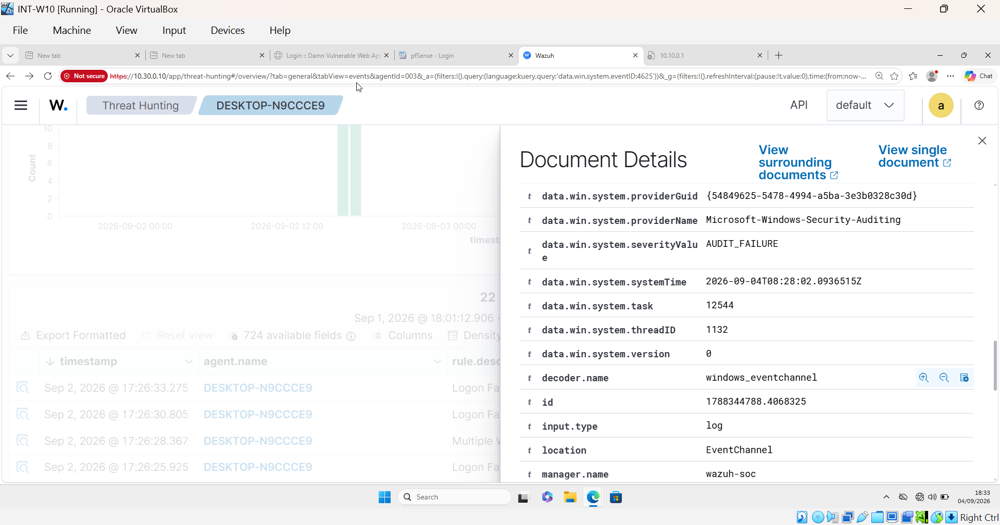 INT-W10 [Running] - Oracle VirtualBox
File Machine View Input Devices Help
New tab New tab Login :: Damn Vulnerable Web Ap pfSense - Login Wazuh 10.10.0.1
Not secure https://10.30.0.10/app/threat-hunting#/overview/?tab=general&tabView=events&agentId=003&_a=(filters:!(),query:(language:kuery,query:'data.win.system.eventID:4625'))&_g=(filters:!(),refreshInterval:(pause:!t,value:0),time:(from:now-... Chat
W. Threat Hunting DESKTOP-N9CCCE9 API default a
10
8
6
4
2
0
Count
2026-09-02 00:00 2026-09-02 12:00 2026-09-03 00:00
timest
22
Sep 1, 2026 @ 18:01:12.906 -
Export Formatted Reset view 724 available fields Columns Density
timestamp agent.name rule.desc
Sep 2, 2026 @ 17:26:33.275 DESKTOP-N9CCCE9 Logon Fa
Sep 2, 2026 @ 17:26:30.805 DESKTOP-N9CCCE9 Logon Fa
Sep 2, 2026 @ 17:26:28.367 DESKTOP-N9CCCE9 Multiple W
Sep 2, 2026 @ 17:26:25.925 DESKTOP-N9CCCE9 Logon Fa
Document Details
View surrounding documents
View single document
t data.win.system.providerGuid {54849625-5478-4994-a5ba-3e3b0328c30d}
t data.win.system.providerName Microsoft-Windows-Security-Auditing
t data.win.system.severityValu AUDIT_FAILURE
e
t data.win.system.systemTime 2026-09-04T08:28:02.0936515Z
t data.win.system.task 12544
t data.win.system.threadID 1132
t data.win.system.version 0
t decoder.name windows_eventchannel
t id 1788344788.4068325
t input.type log
t location EventChannel
t manager.name wazuh-soc
Search
18:33
04/09/2026
Right Ctrl